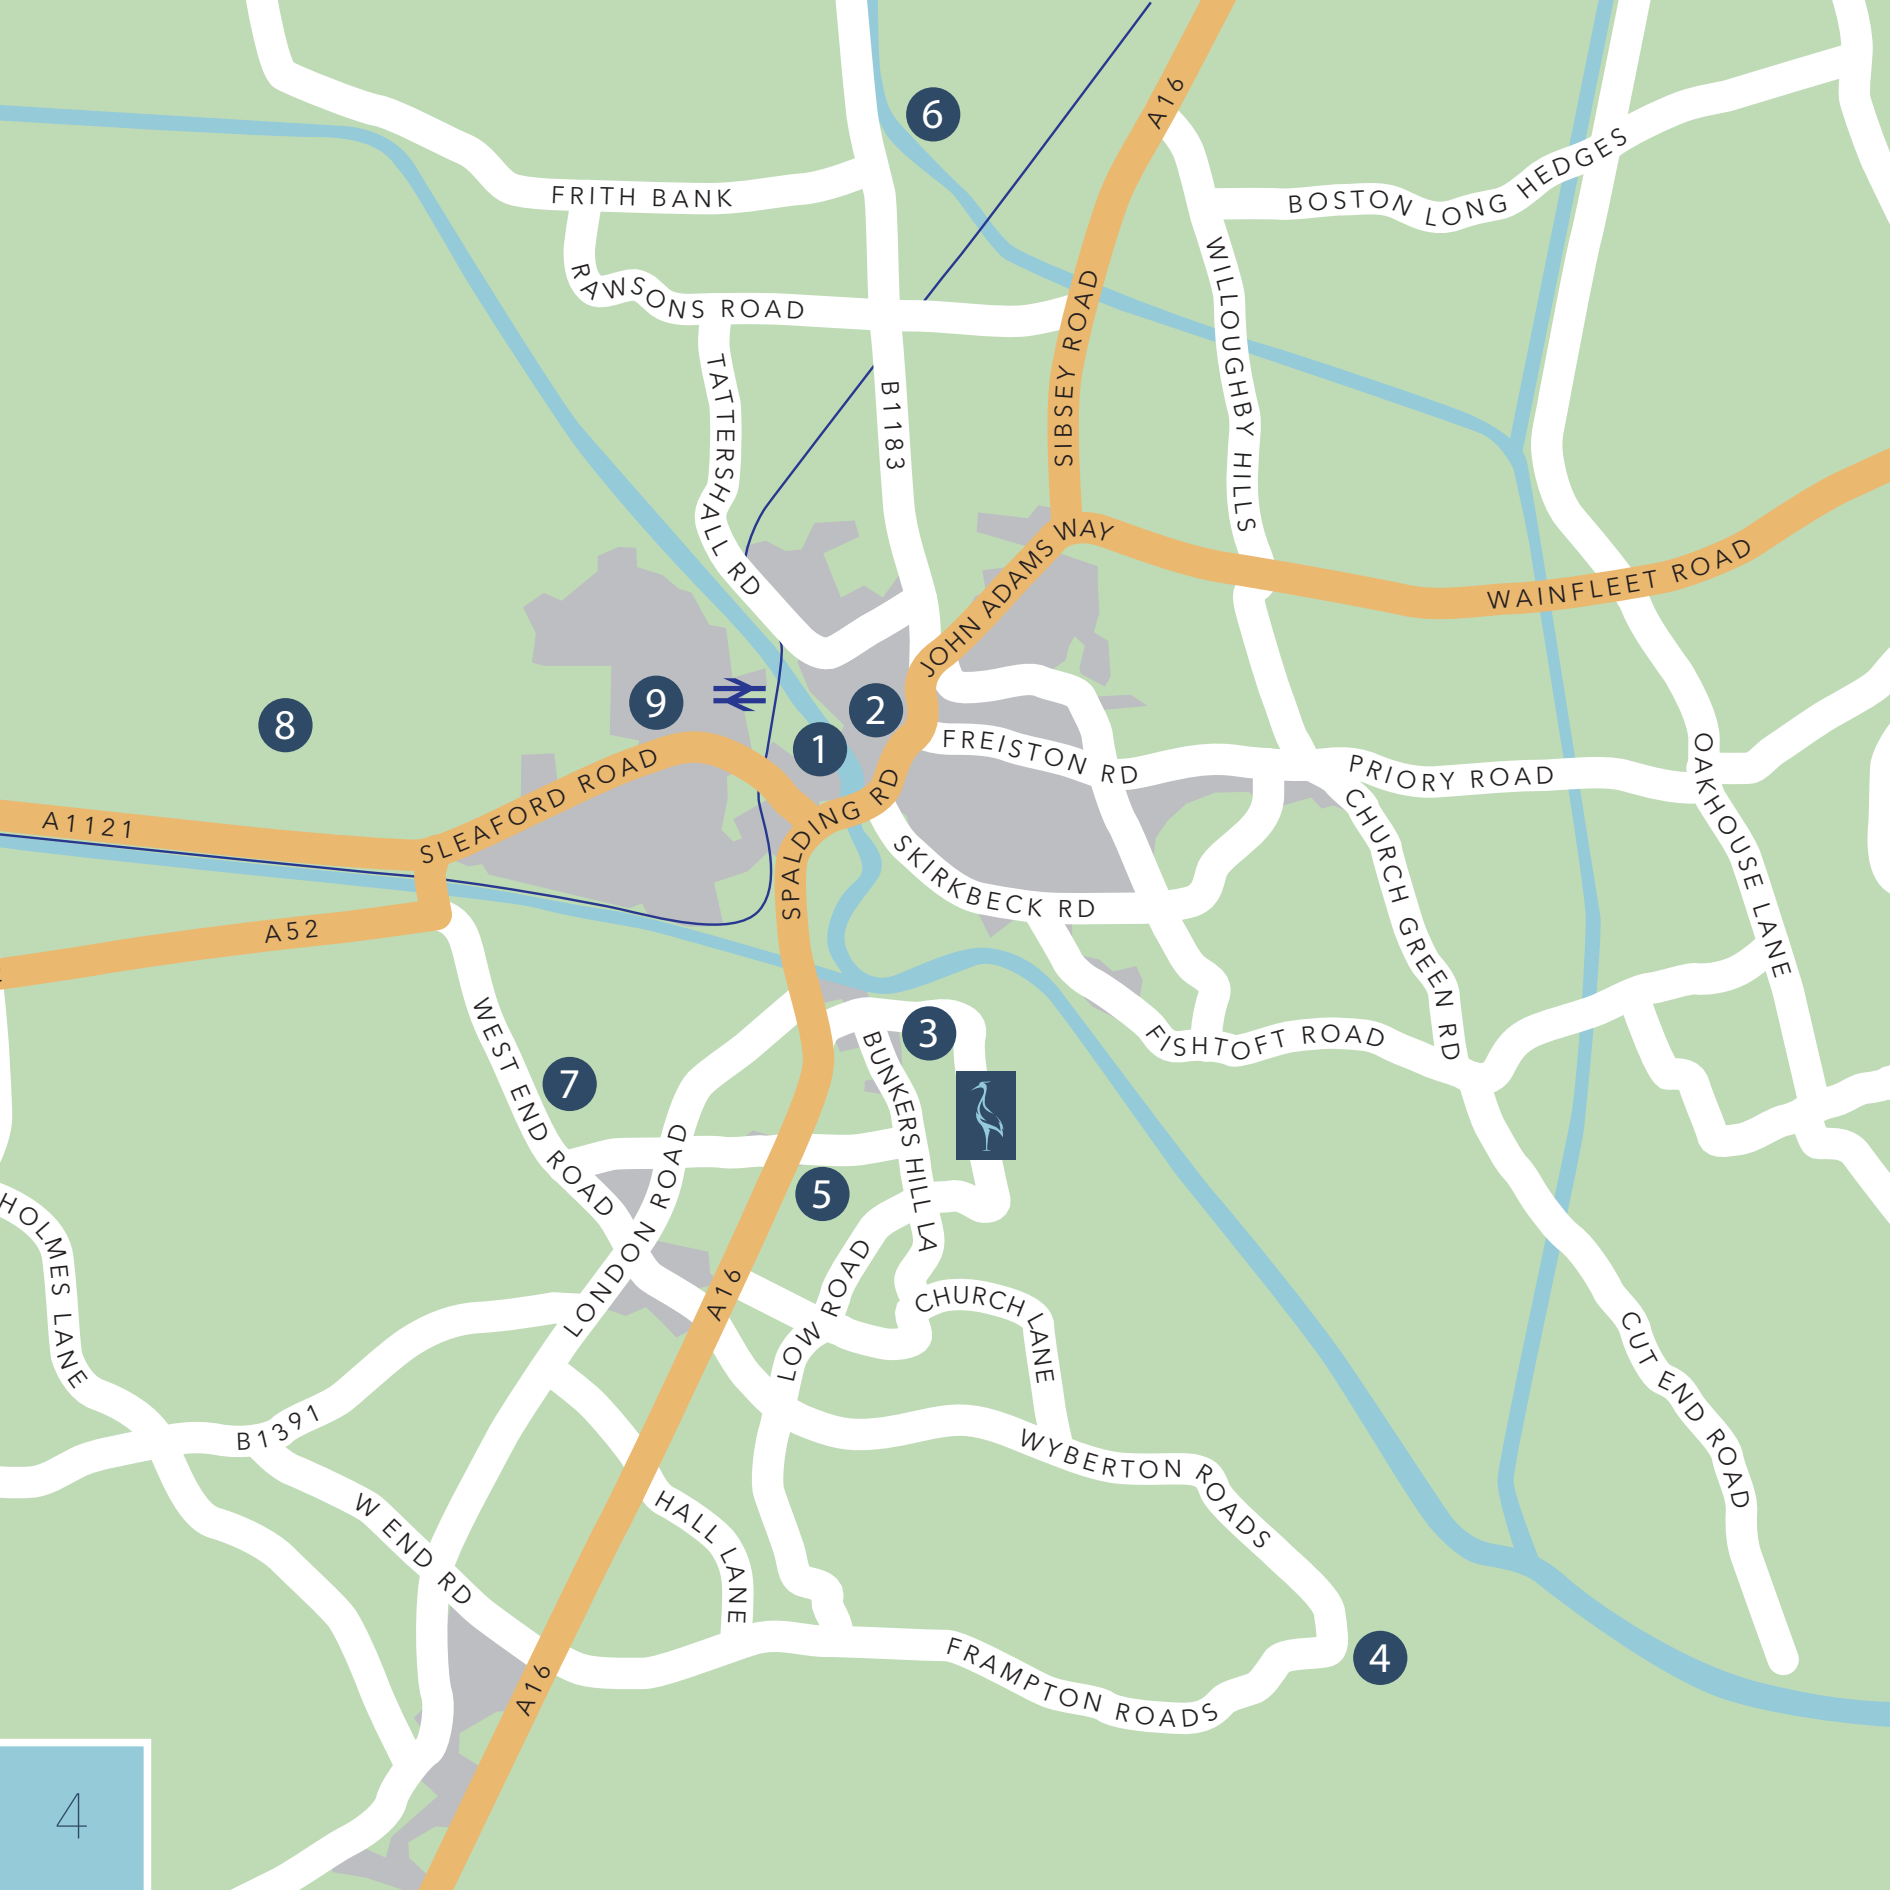 A16
6
BOSTON LONG HEDGES
FRITH BANK
RAWSONS ROAD
SIBSEY ROAD
WILLOUGHBY HILLS
TATTERSHALL RD
B1183
JOHN ADAMS WAY
WAINFLEET ROAD
8
9
2
1
FREISTON RD
PRIORY ROAD
OAKHOUSE LANE
A1121
SLEAFORD ROAD
SPALDING RD
SKIRKBECK RD
CHURCH GREEN RD
A52
WEST END ROAD
3
BUNKERS HILL LA
FISHTOFT ROAD
7
5
LONDON ROAD
HOLMES LANE
A16
LOW ROAD
CHURCH LANE
CUT END ROAD
B1391
WYBERTON ROADS
W END RD
HALL LANE
A16
FRAMPTON ROADS
4
4